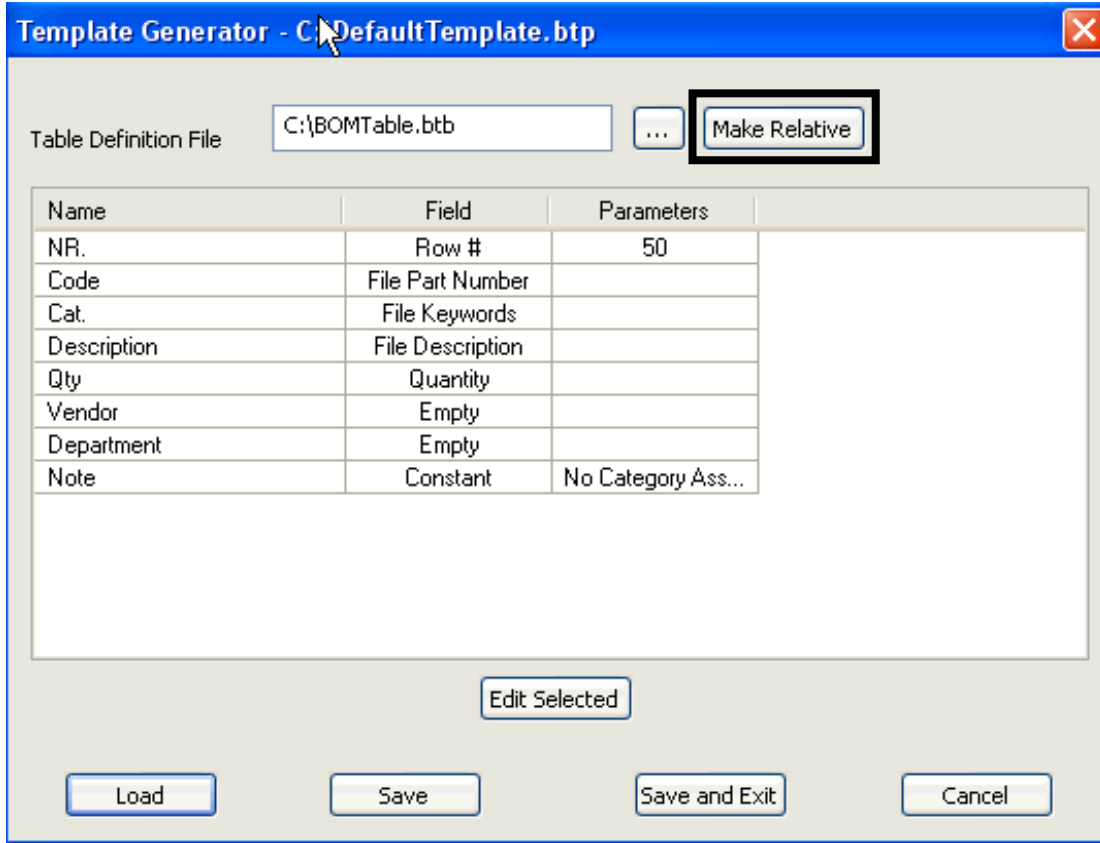 Template Generator - C:\DefaultTemplate.btp
Table Definition File C:\BOMTable.btb ... Make Relative
Name Field Parameters
NR. Row # 50
Code File Part Number
Cat. File Keywords
Description File Description
Qty Quantity
Vendor Empty
Department Empty
Note Constant No Category Ass...
Edit Selected
Load Save Save and Exit Cancel